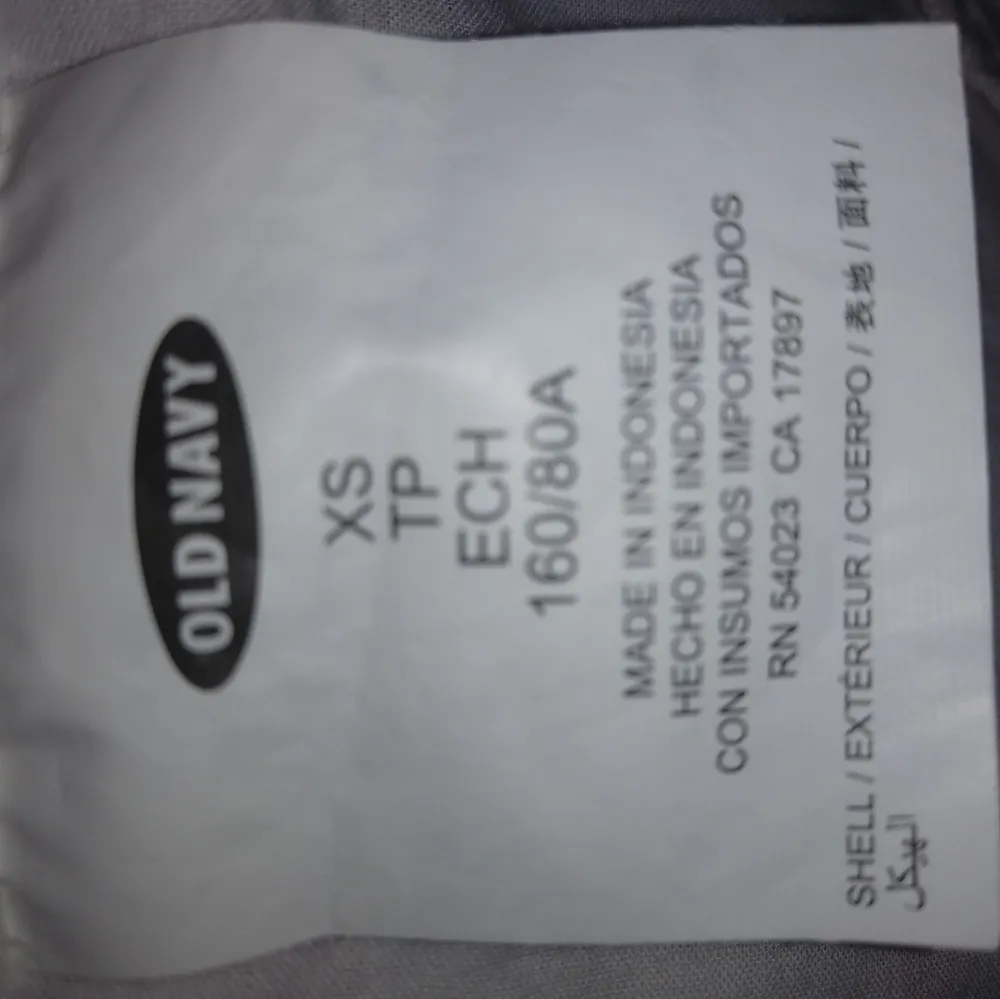 OLD NAVY
XS
TP
ECH
160/80A
MADE IN INDONESIA
HECHO EN INDONESIA
CON INSUMOS IMPORTADOS
RN 54023 CA 17897
SHELL / EXTÉRIEUR / CUERPO / 表地 / 面料 /
الهيكل